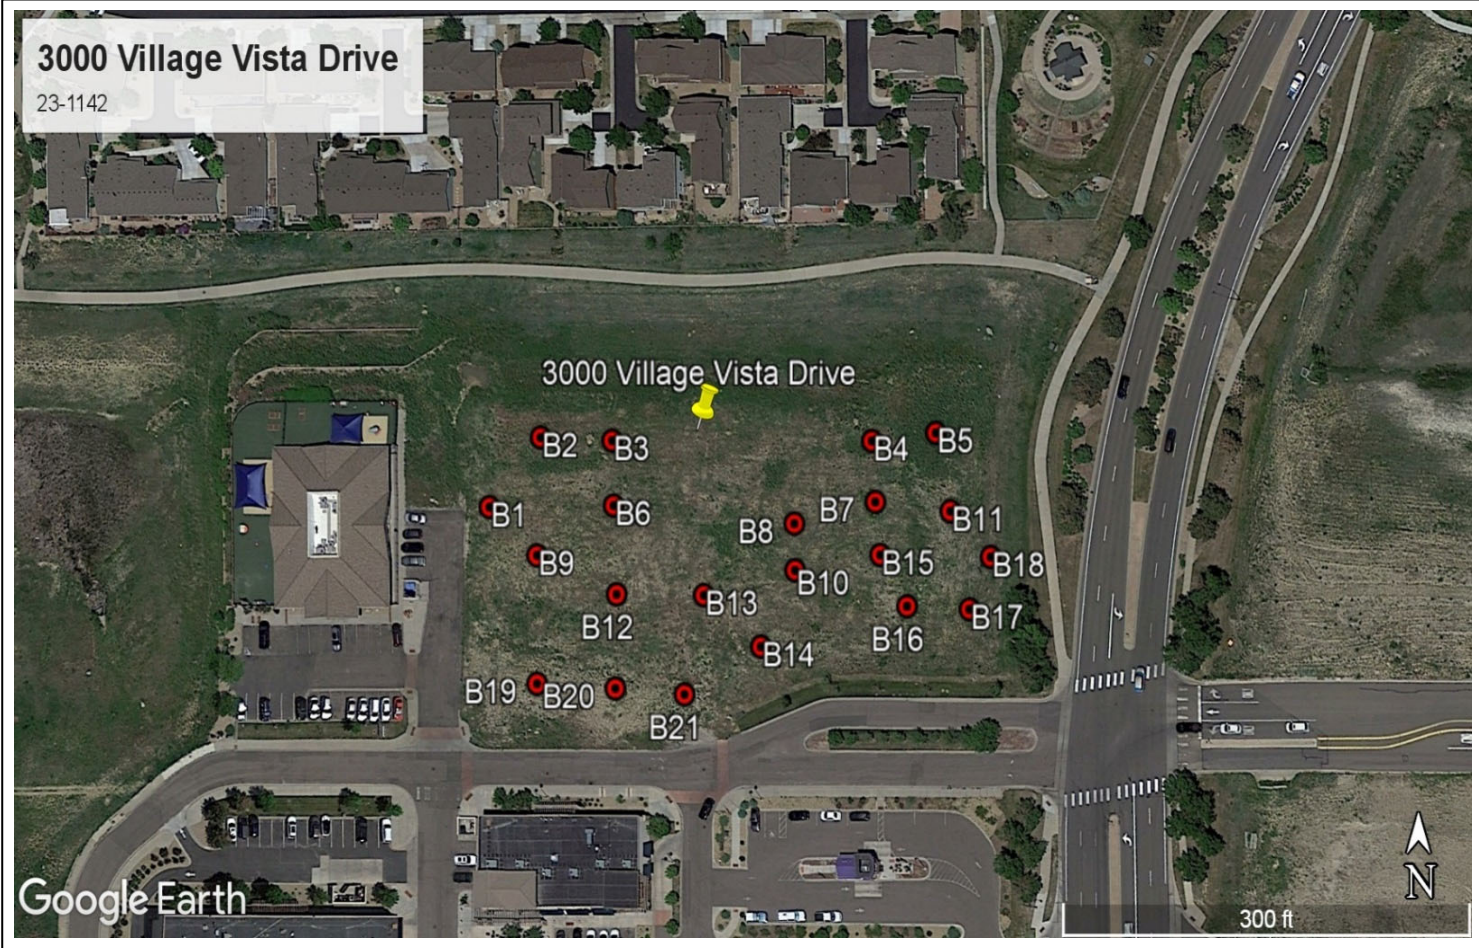 3000 Village Vista Drive
23-1142
3000 Village Vista Drive
B2
B3
B4
B5
B1
B6
B7
B8
B11
B9
B10
B15
B18
B12
B13
B16
B17
B14
B19
B20
B21
Google Earth
N
300 ft